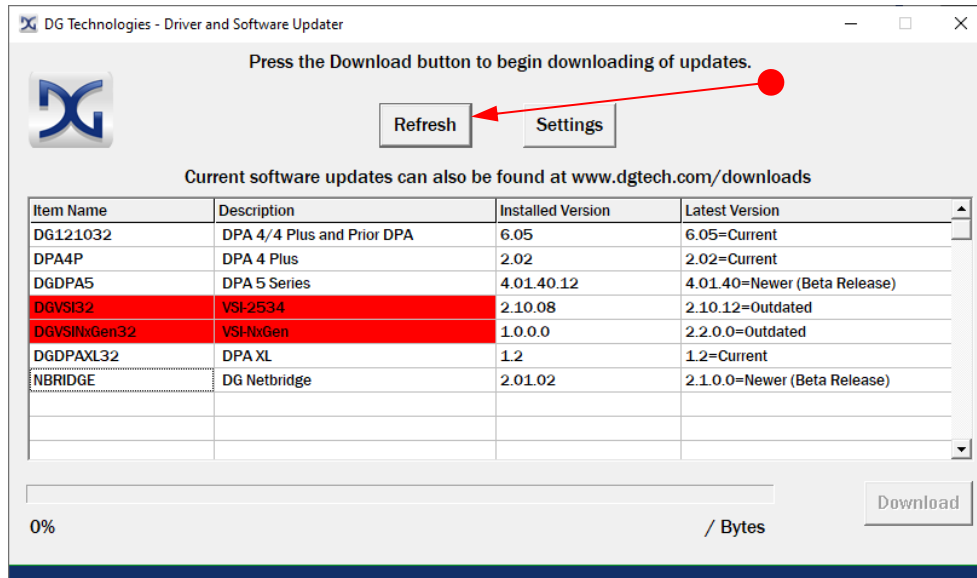 DG Technologies - Driver and Software Updater
Press the Download button to begin downloading of updates.
DG
Refresh Settings
Current software updates can also be found at www.dgtech.com/downloads
Item Name Description Installed Version Latest Version
DG121032 DPA 4/4 Plus and Prior DPA 6.05 6.05=Current
DPA4P DPA 4 Plus 2.02 2.02=Current
DGDPA5 DPA 5 Series 4.01.40.12 4.01.40=Newer (Beta Release)
DGVSI32 VSI-2534 2.10.08 2.10.12=Outdated
DGVSINxGen32 VSI-NxGen 1.0.0.0 2.2.0.0=Outdated
DGDPAXL32 DPA XL 1.2 1.2=Current
NBRIDGE DG Netbridge 2.01.02 2.1.0.0=Newer (Beta Release)
Download
0% / Bytes